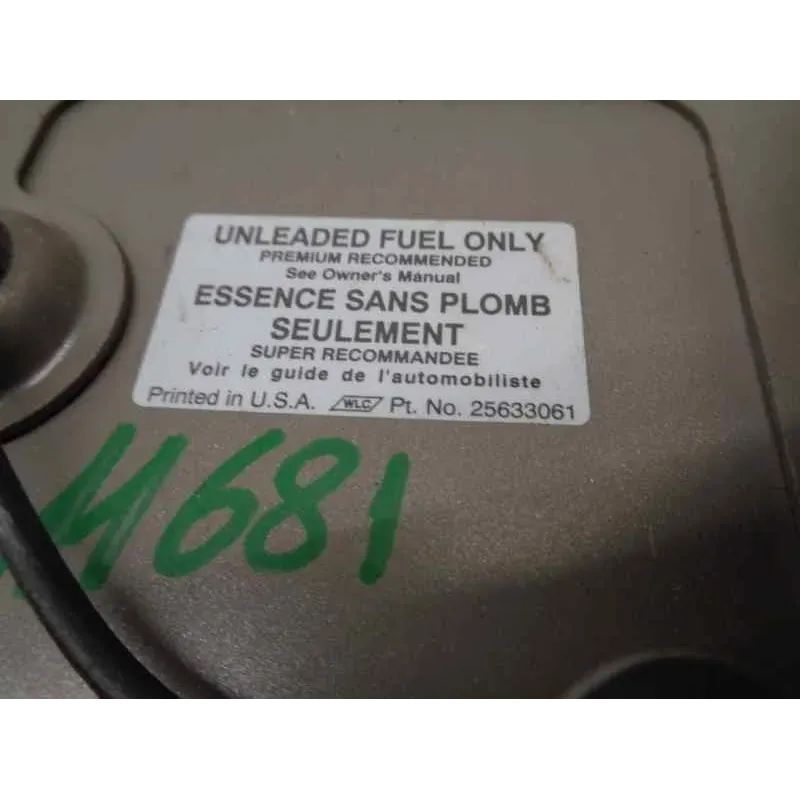 UNLEADED FUEL ONLY
PREMIUM RECOMMENDED
See Owner's Manual
ESSENCE SANS PLOMB
SEULEMENT
SUPER RECOMMANDEE
Voir le guide de l'automobiliste
Printed in U.S.A. WLC Pt. No. 25633061
M681